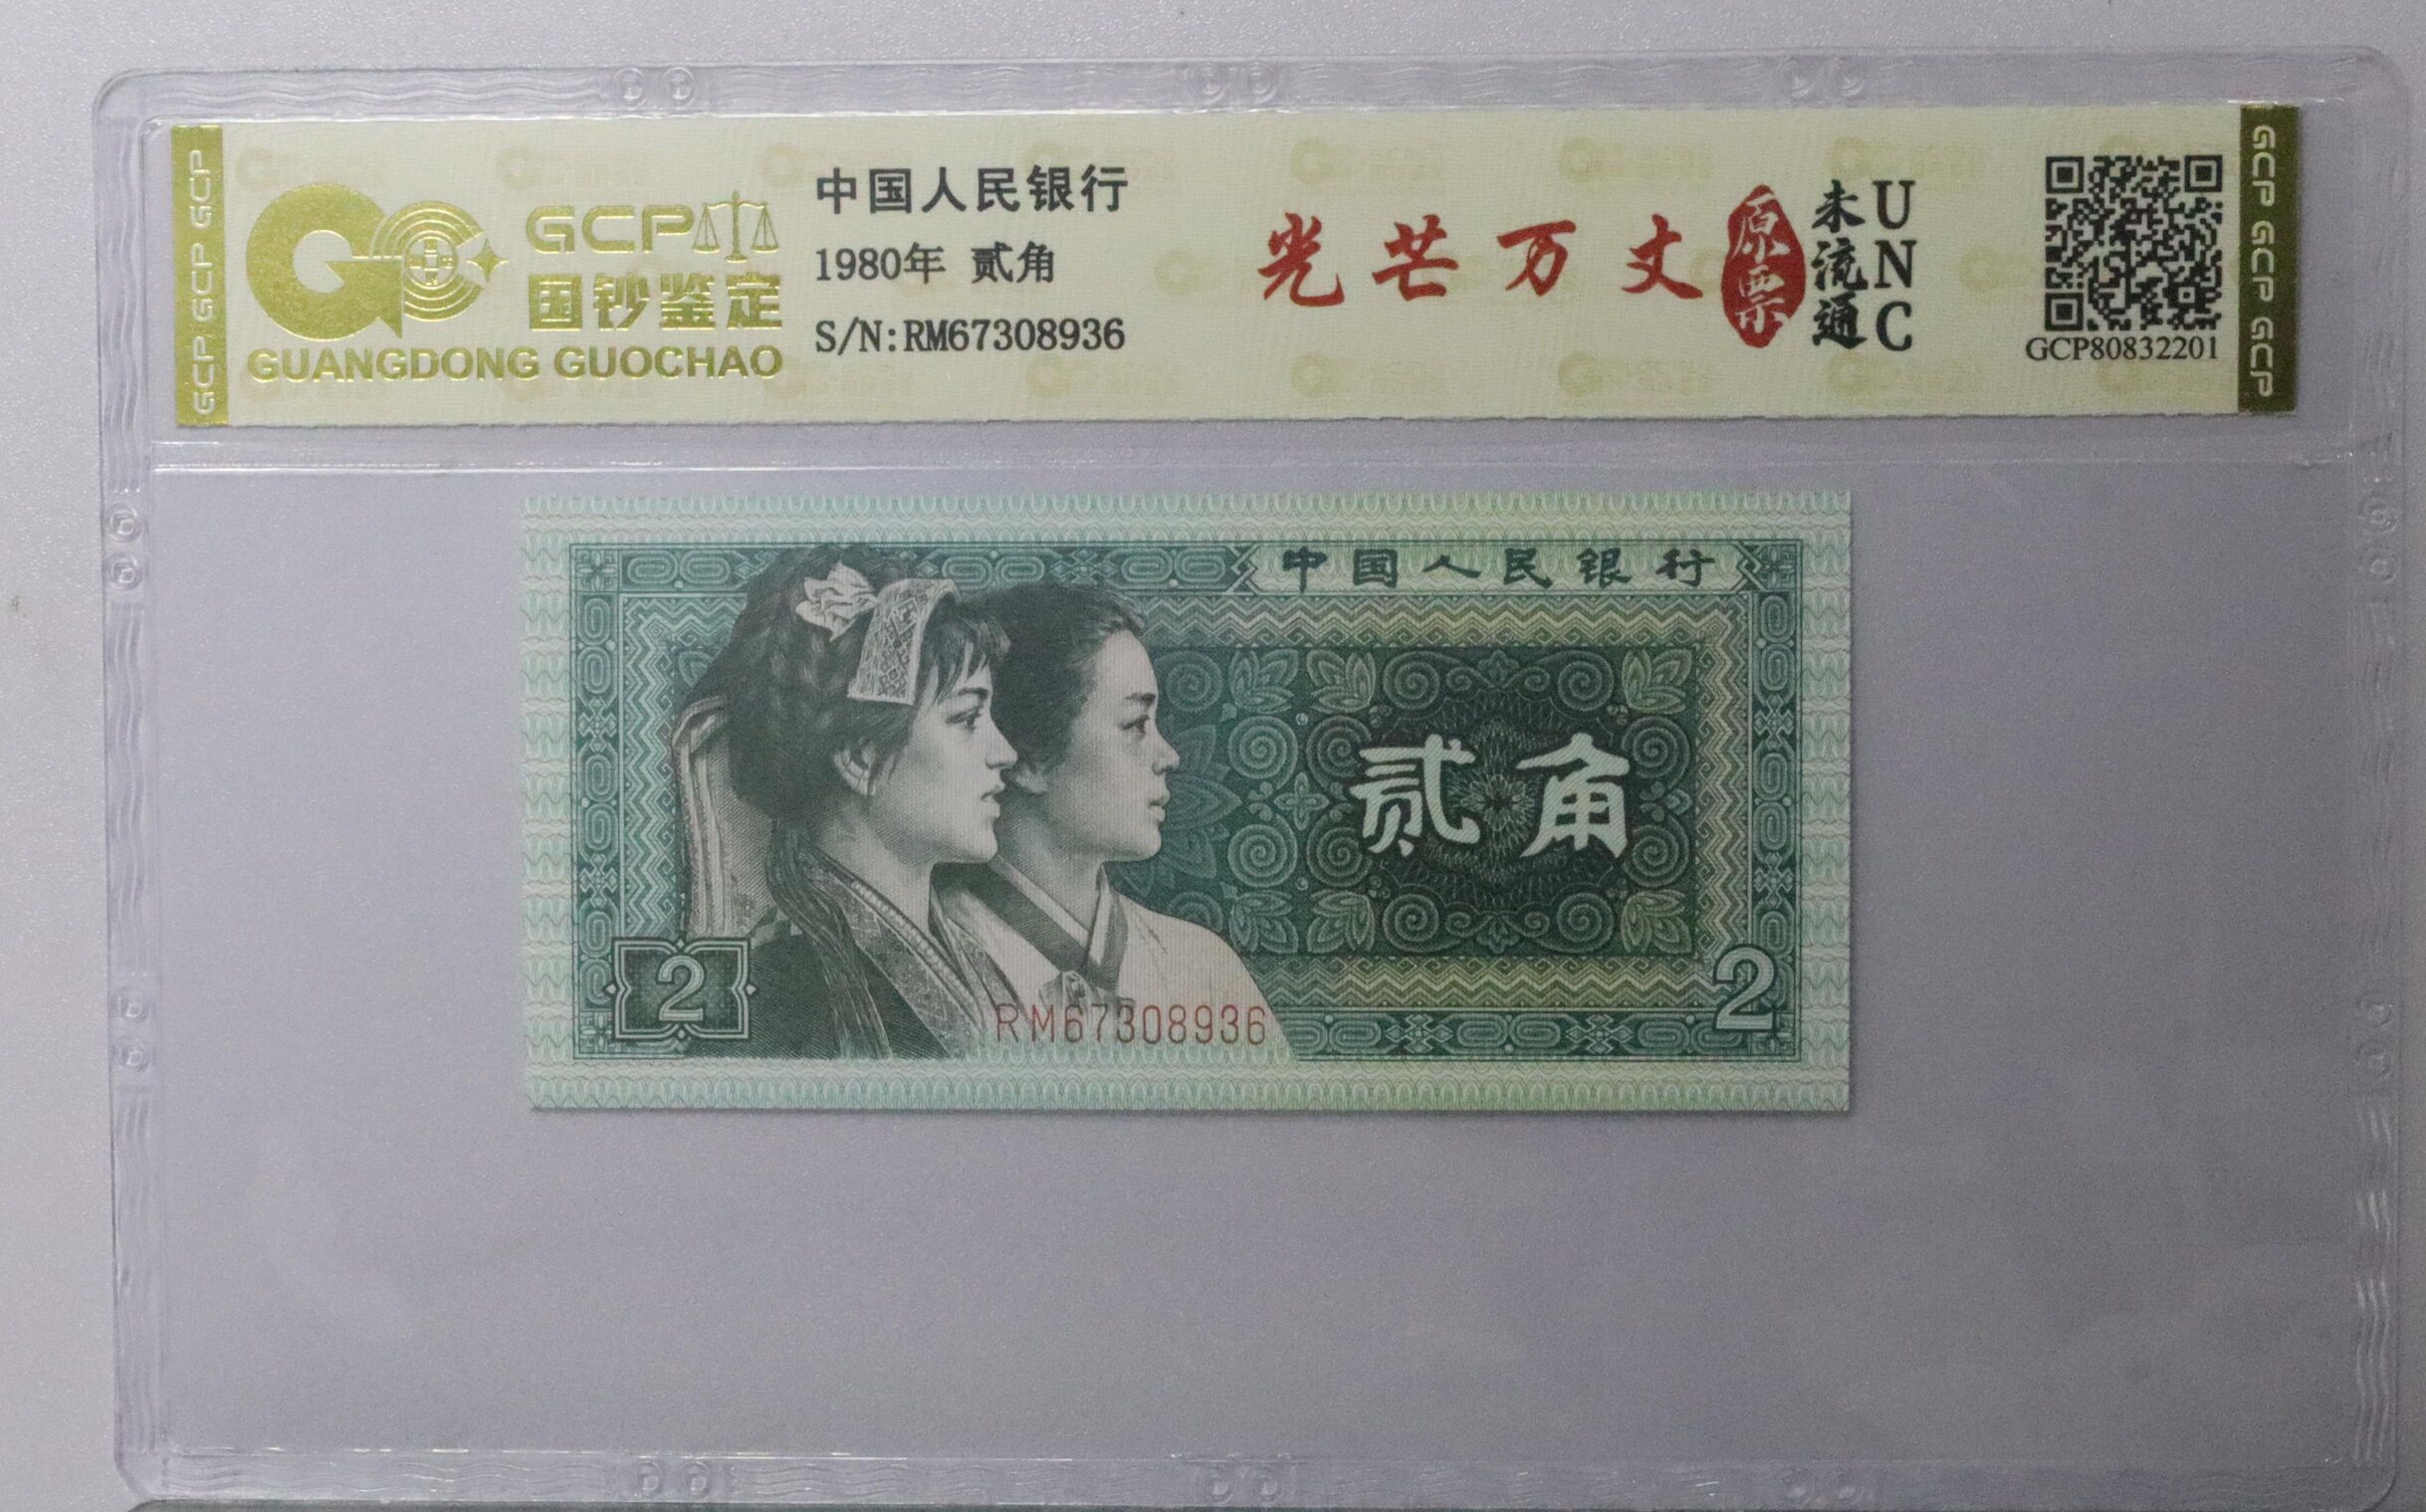 GCP GCP GCP
GCP
国钞鉴定
GUANGDONG GUOCHAO
中国人民银行
1980年 贰角
S/N:RM67308936
光芒万丈
原票
未流通
UNC
GCP80832201
GCP GCP GCP
中国人民银行
贰角
2
RM67308936
2